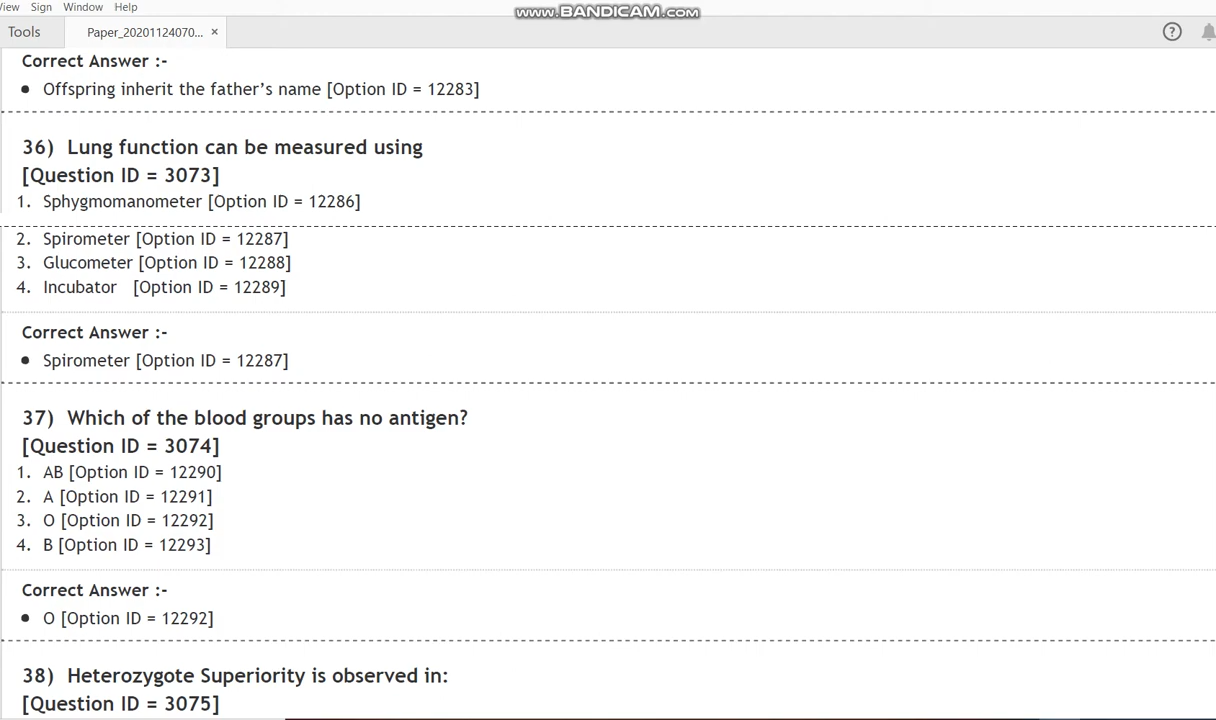 View Sign Window Help
www.BANDICAM.com
Tools Paper_20201124070... ×
?
Correct Answer :-
● Offspring inherit the father’s name [Option ID = 12283]
36) Lung function can be measured using
[Question ID = 3073]
1. Sphygmomanometer [Option ID = 12286]
2. Spirometer [Option ID = 12287]
3. Glucometer [Option ID = 12288]
4. Incubator [Option ID = 12289]
Correct Answer :-
● Spirometer [Option ID = 12287]
37) Which of the blood groups has no antigen?
[Question ID = 3074]
1. AB [Option ID = 12290]
2. A [Option ID = 12291]
3. O [Option ID = 12292]
4. B [Option ID = 12293]
Correct Answer :-
● O [Option ID = 12292]
38) Heterozygote Superiority is observed in:
[Question ID = 3075]